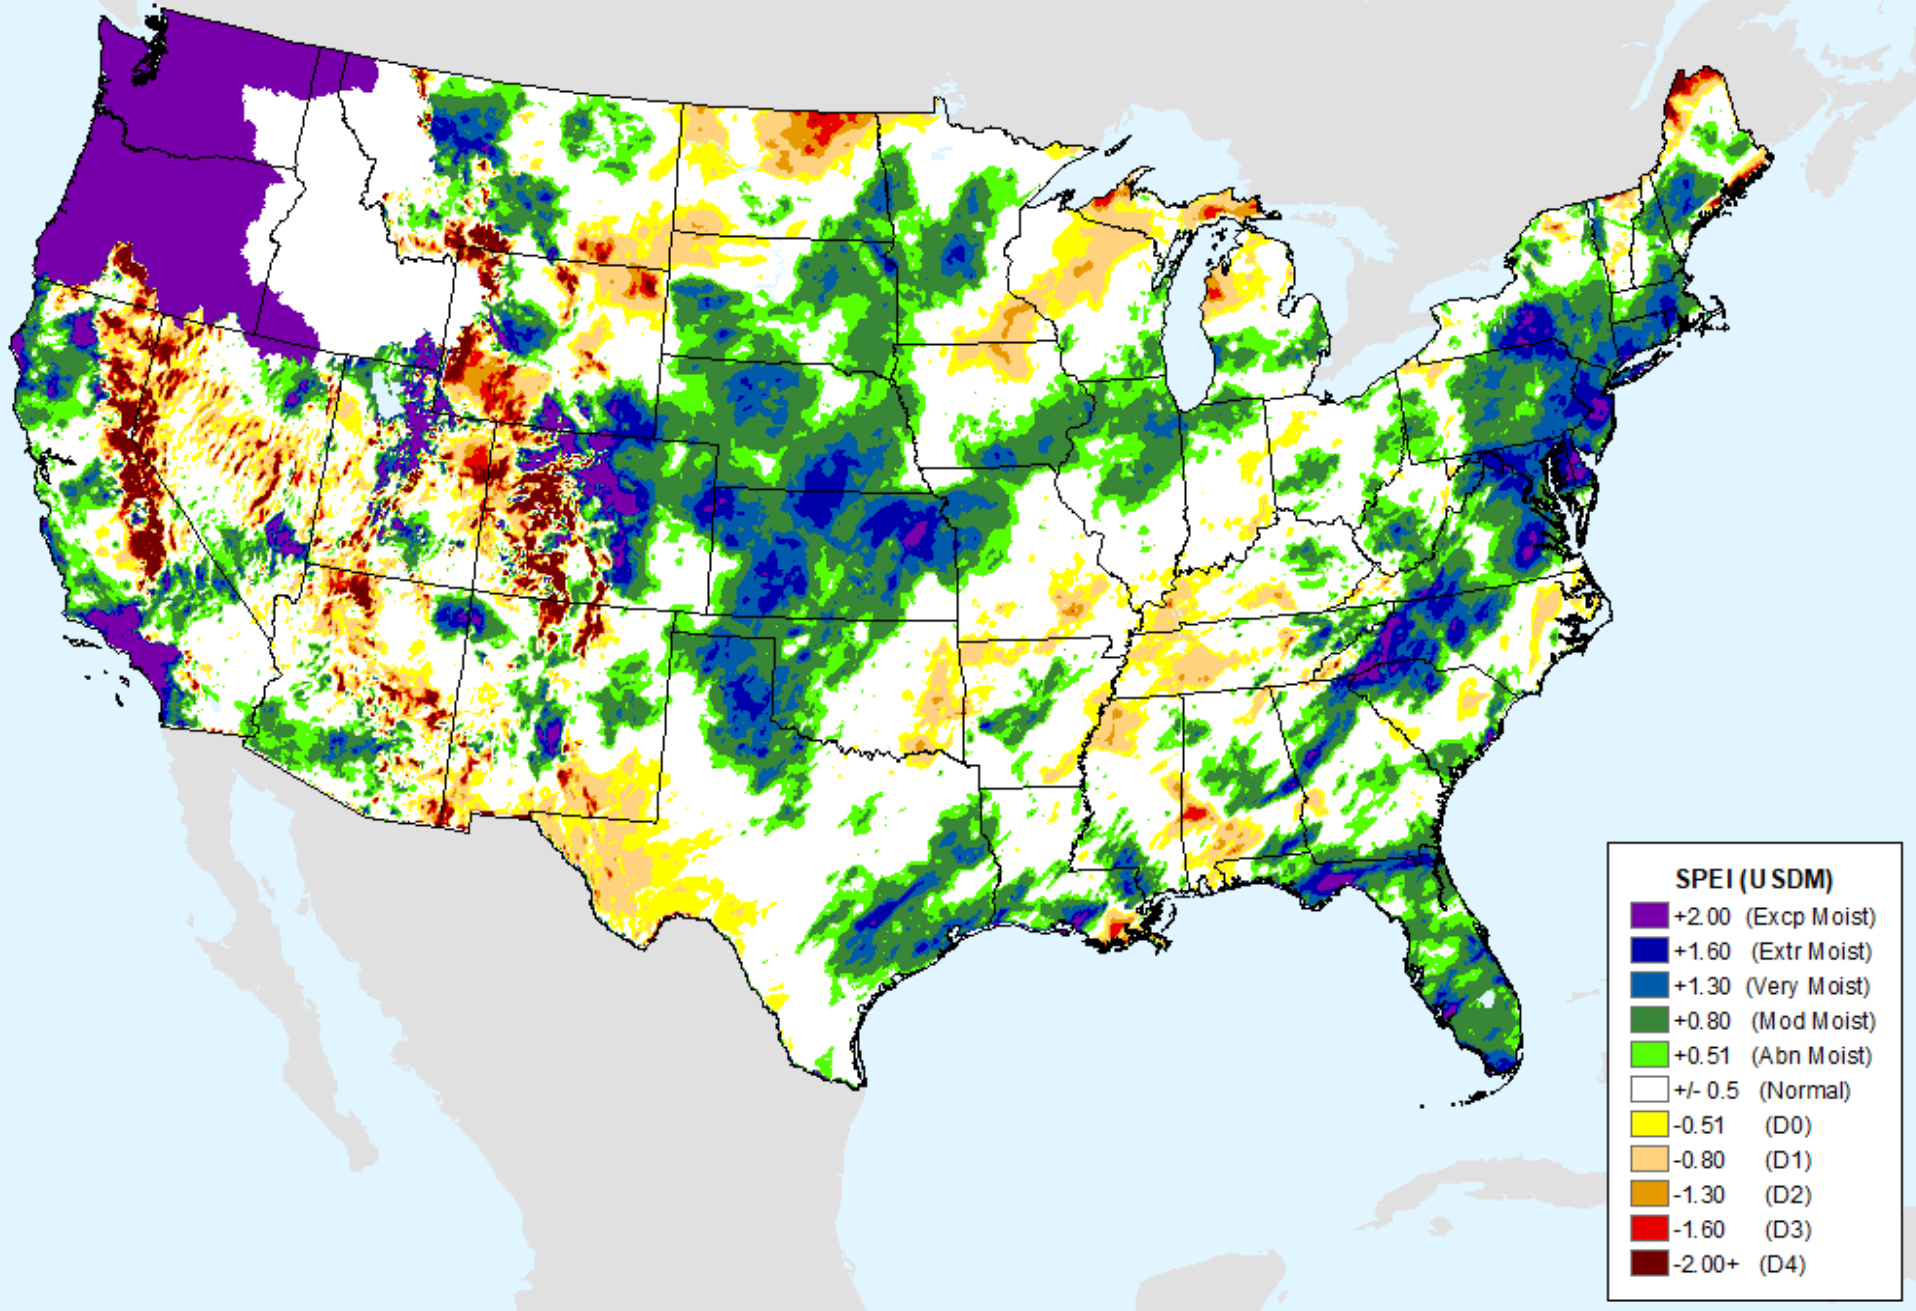 SPEI (USDM)
+2.00 (Excp Moist)
+1.60 (Extr Moist)
+1.30 (Very Moist)
+0.80 (Mod Moist)
+0.51 (Abn Moist)
+/- 0.5 (Normal)
-0.51 (D0)
-0.80 (D1)
-1.30 (D2)
-1.60 (D3)
-2.00+ (D4)